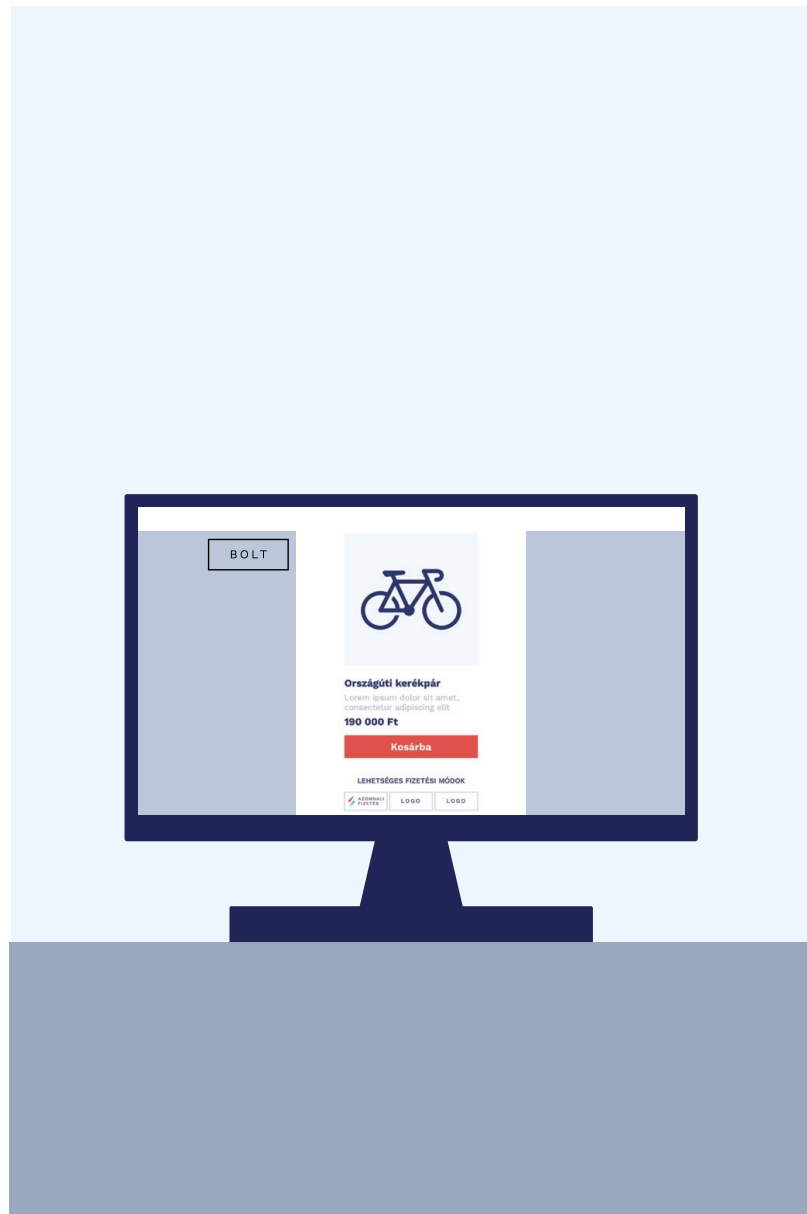 BOLT
Országúti kerékpár
Lorem ipsum dolor sit amet,
consectetur adipiscing elit
190 000 Ft
Kosárba
LEHETSÉGES FIZETÉSI MÓDOK
AZONNALI
FIZETÉS
LOGO
LOGO